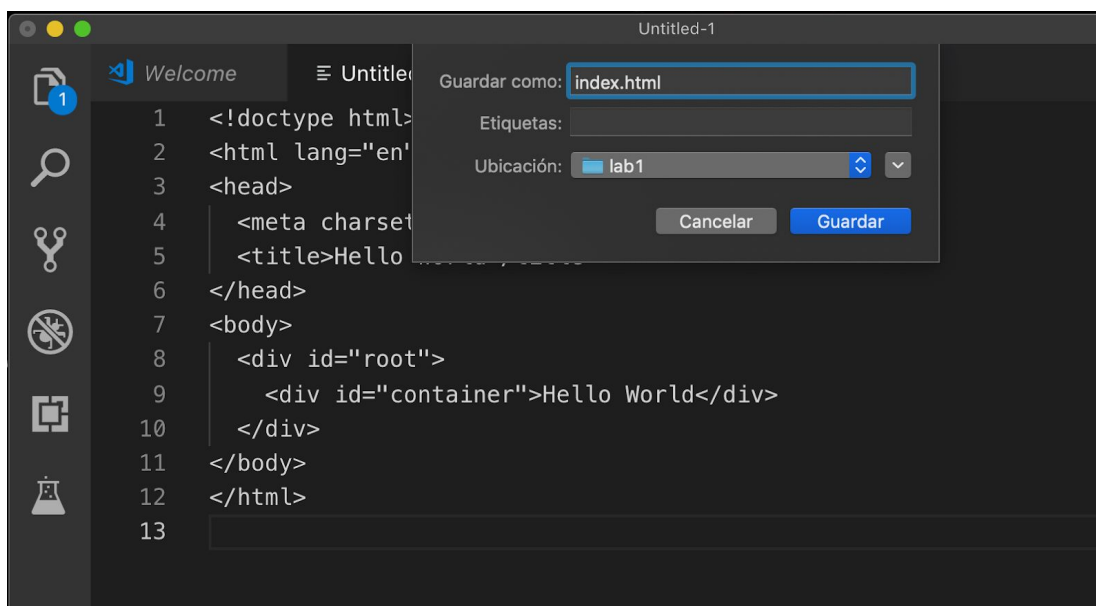 Untitled-1
Welcome
Guardar como: index.html
Etiquetas:
Ubicación: lab1
Cancelar Guardar
1
1 <!doctype html>
2 <html lang="en"
3 <head>
4 <meta charset
5 <title>Hello
6 </head>
7 <body>
8 <div id="root">
9 <div id="container">Hello World</div>
10 </div>
11 </body>
12 </html>
13